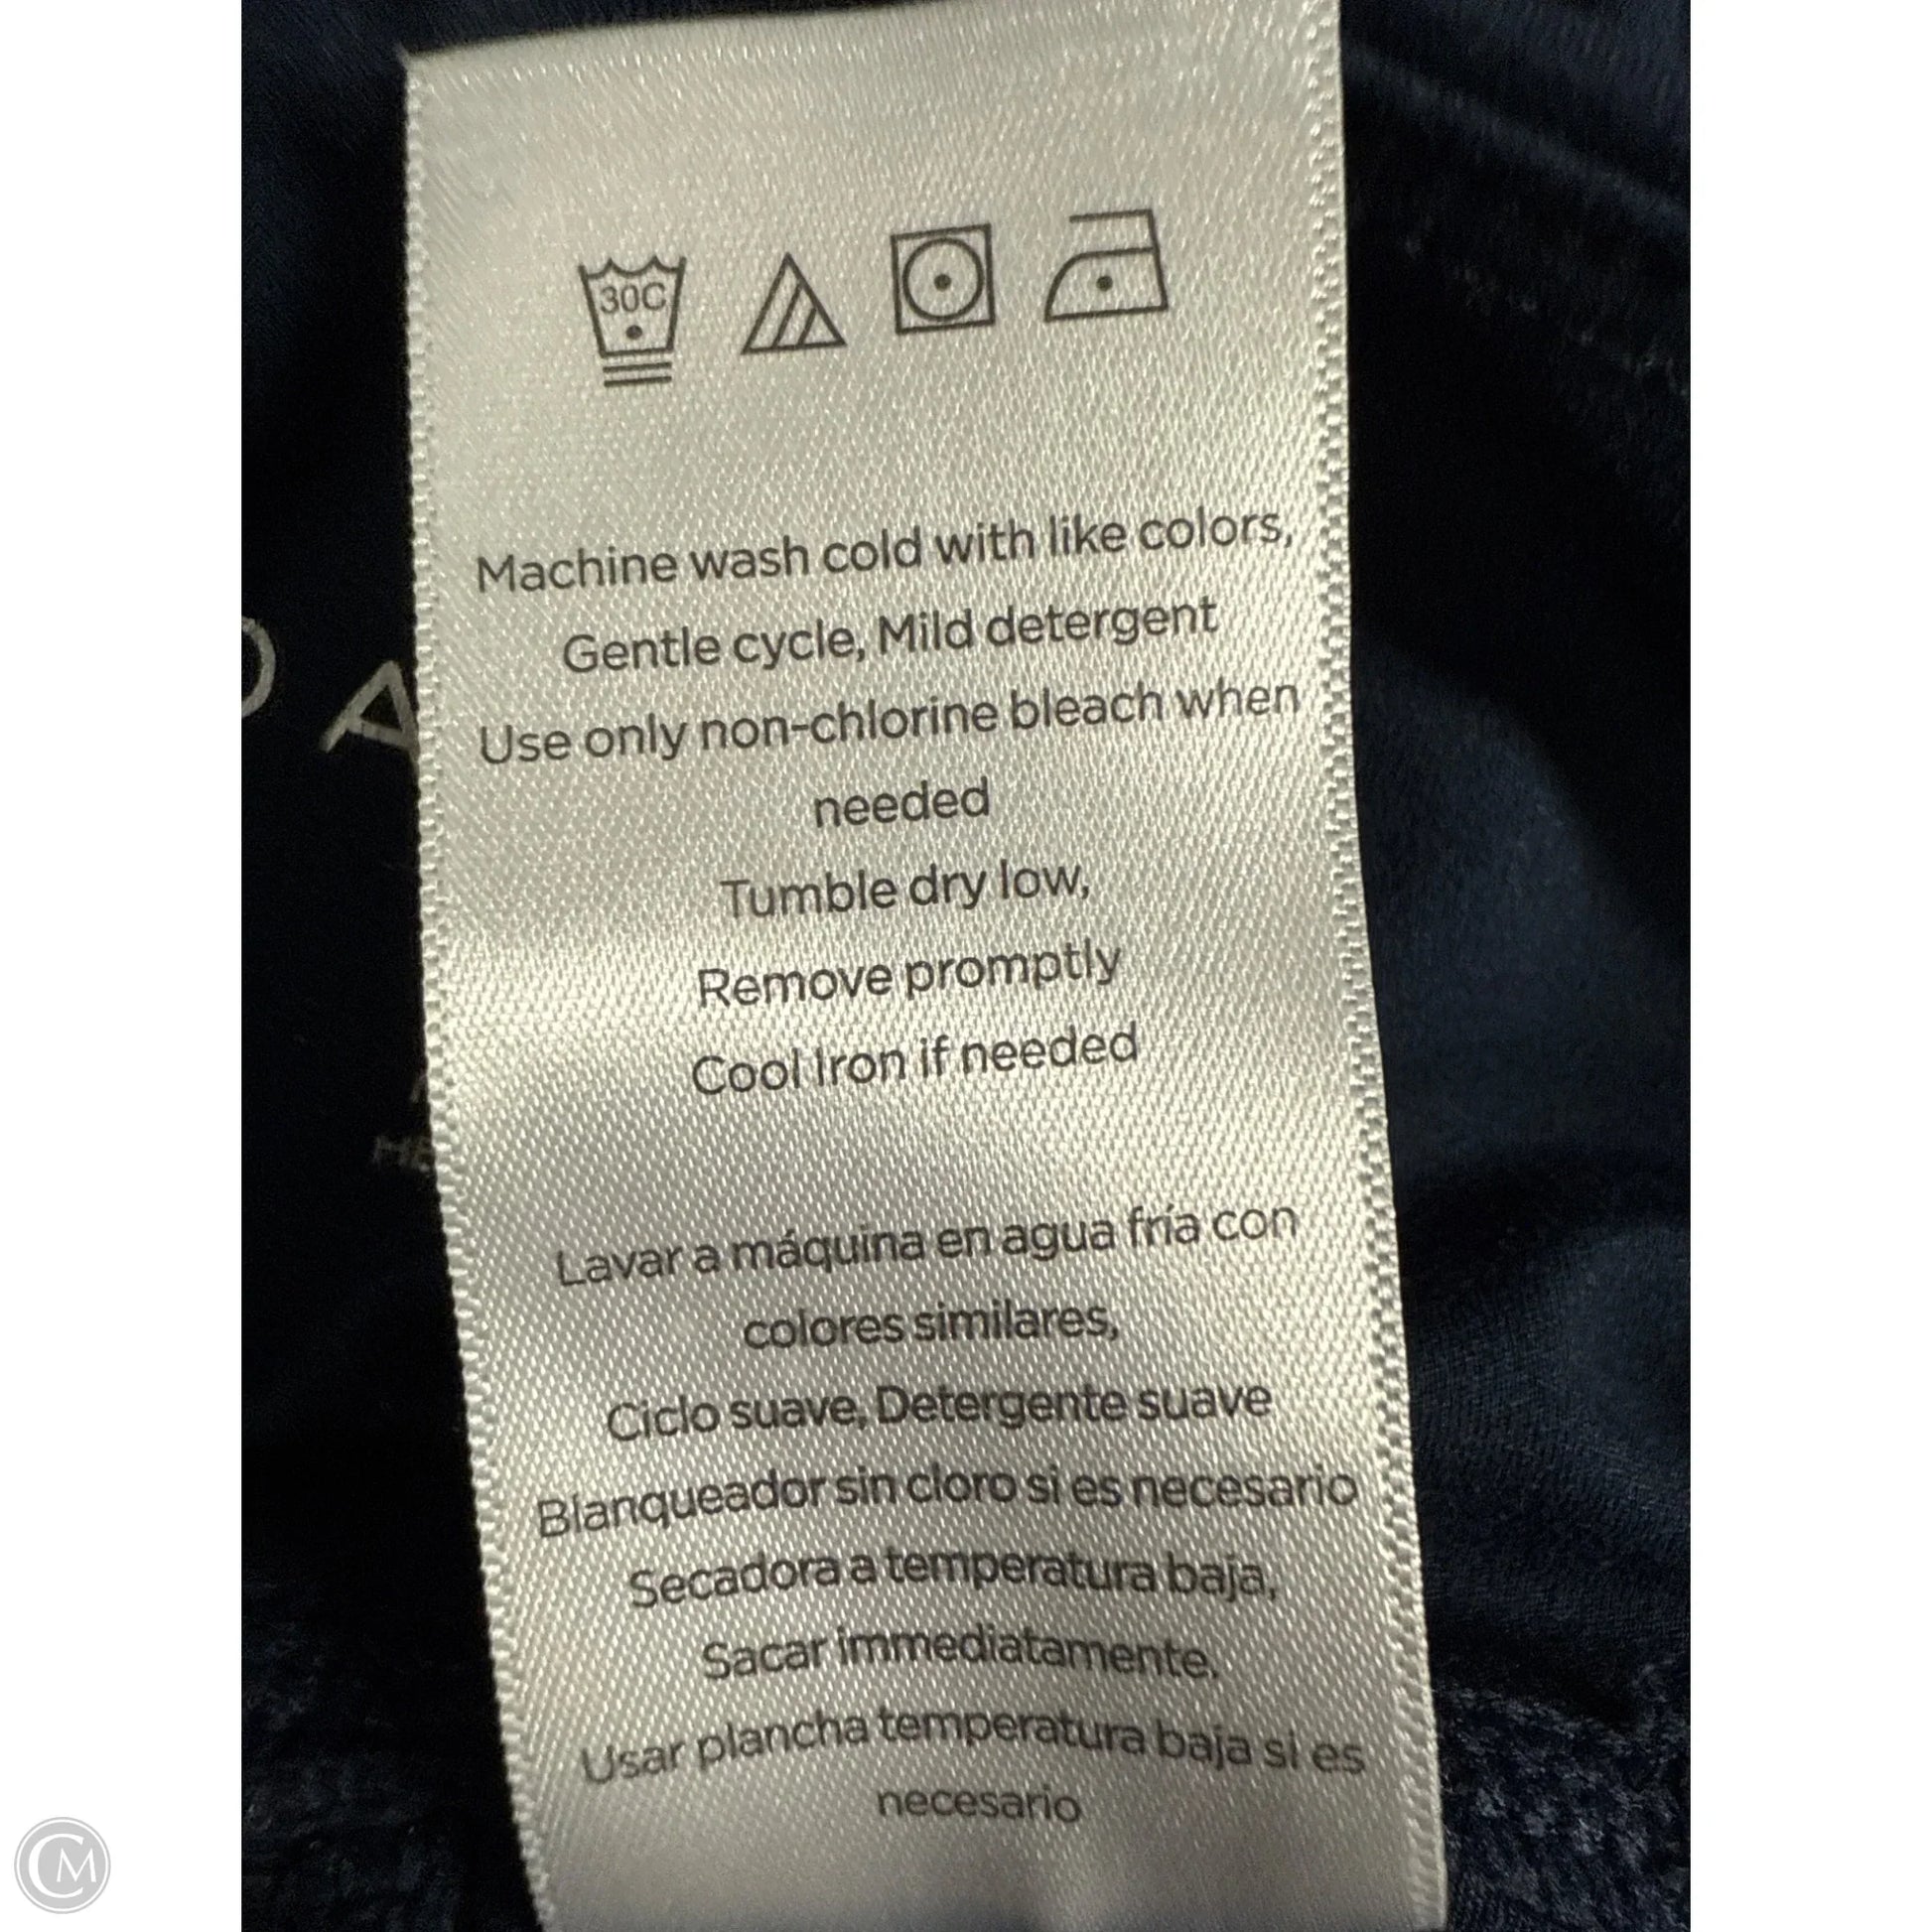 30C
Machine wash cold with like colors,
Gentle cycle, Mild detergent
Use only non-chlorine bleach when
needed
Tumble dry low,
Remove promptly
Cool Iron if needed
Lavar a máquina en agua fría con
colores similares,
Ciclo suave, Detergente suave
Blanqueador sin cloro si es necesario
Secadora a temperatura baja,
Sacar immediatamente,
Usar plancha temperatura baja si es
necesario
CM